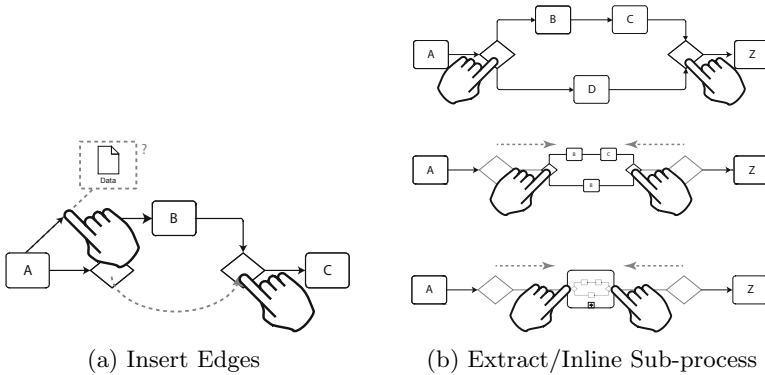 A
B
C
D
Z
?
Data
A
B
C
B
Z
B
A
C
A
Z
(a) Insert Edges
(b) Extract/Inline Sub-process